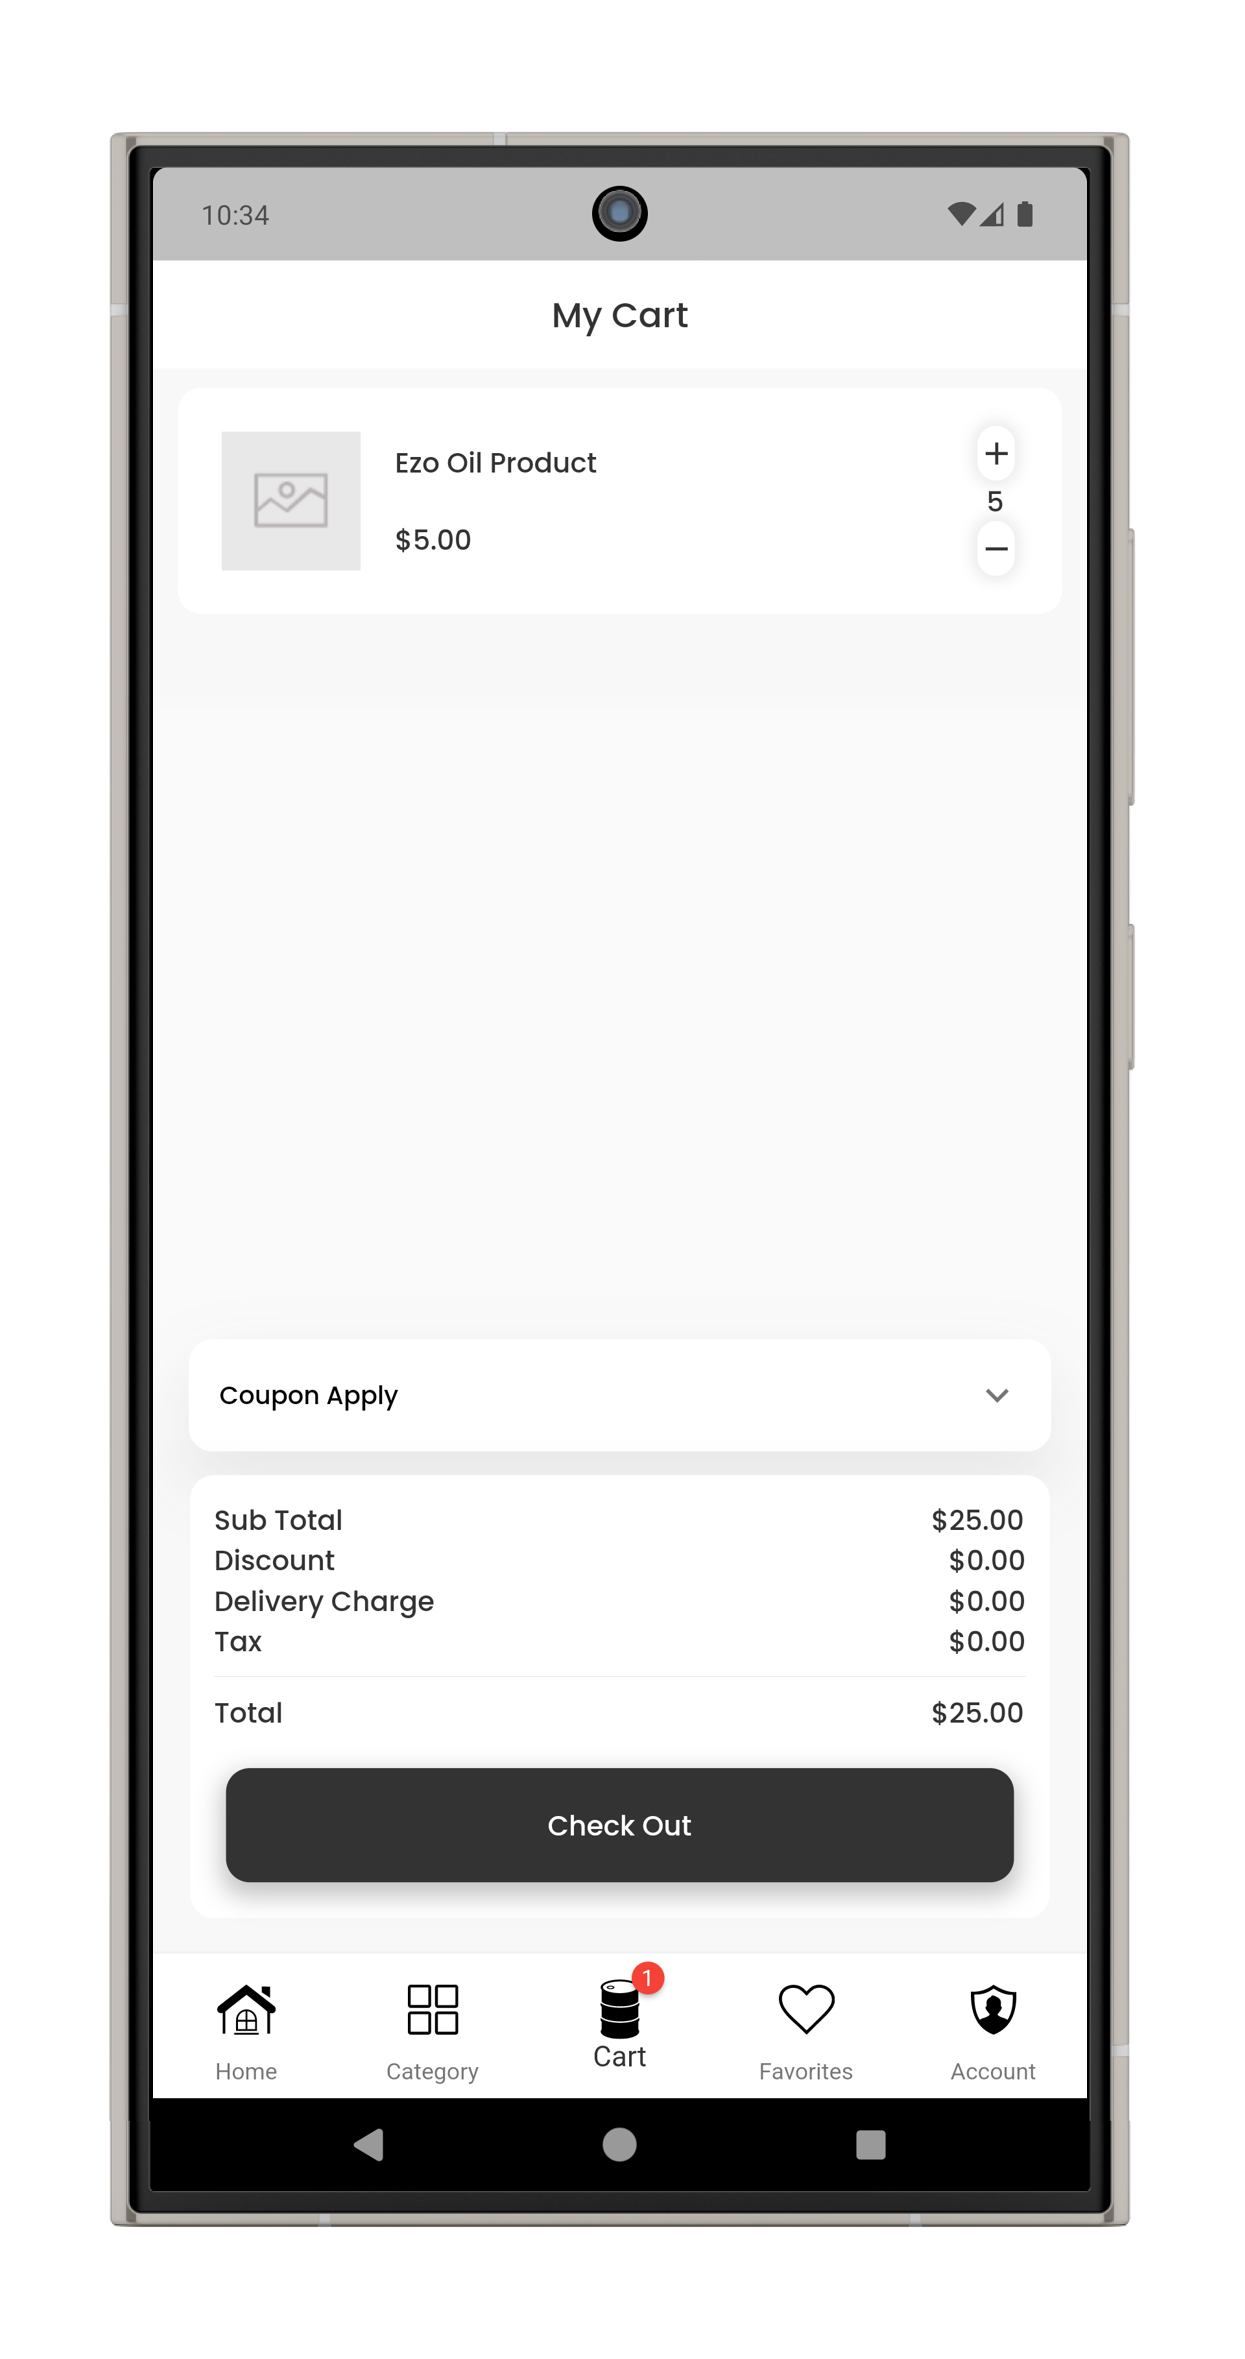 10:34
My Cart
Ezo Oil Product
$5.00
5
Coupon Apply
Sub Total $25.00
Discount $0.00
Delivery Charge $0.00
Tax $0.00
Total $25.00
Check Out
1
Home Category Cart Favorites Account